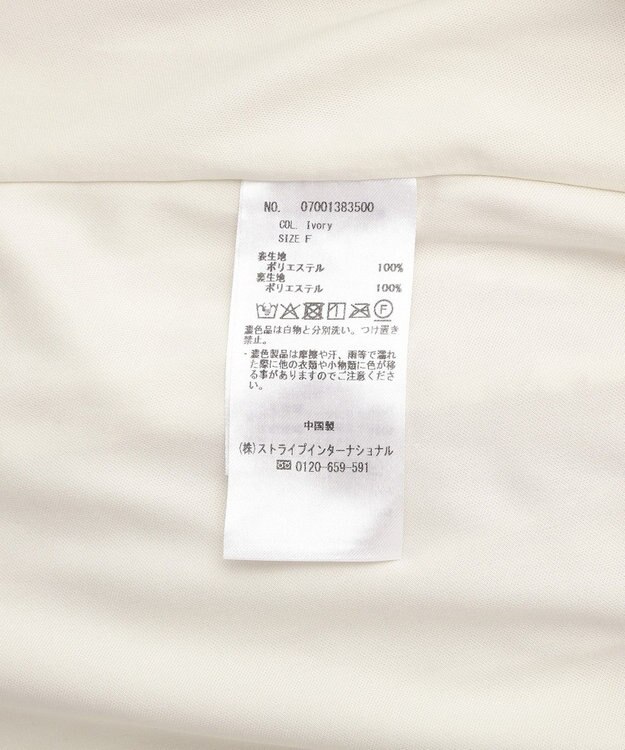 NO. 07001383500
COL. Ivory
SIZE F
表生地
ポリエステル 100%
裏生地
ポリエステル 100%
F
濃色品は白物と分別洗い。つけ置き
禁止。
・濃色製品は摩擦や汗、雨等で濡れ
た際に他の衣類や小物類に色が移
る事がありますのでご注意くださ
い。
中国製
(株)ストライプインターナショナル
0120-659-591